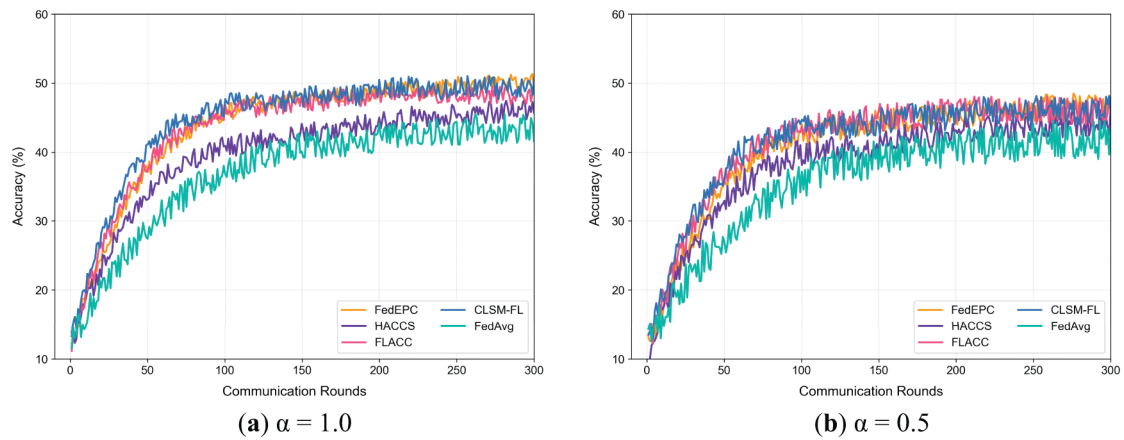 60
50
40
30
20
10
Accuracy (%)
0 50 100 150 200 250 300
Communication Rounds
FedEPC CLSM-FL
HACCS FedAvg
FLACC
(a) α = 1.0
60
50
40
30
20
10
Accuracy (%)
0 50 100 150 200 250 300
Communication Rounds
FedEPC CLSM-FL
HACCS FedAvg
FLACC
(b) α = 0.5